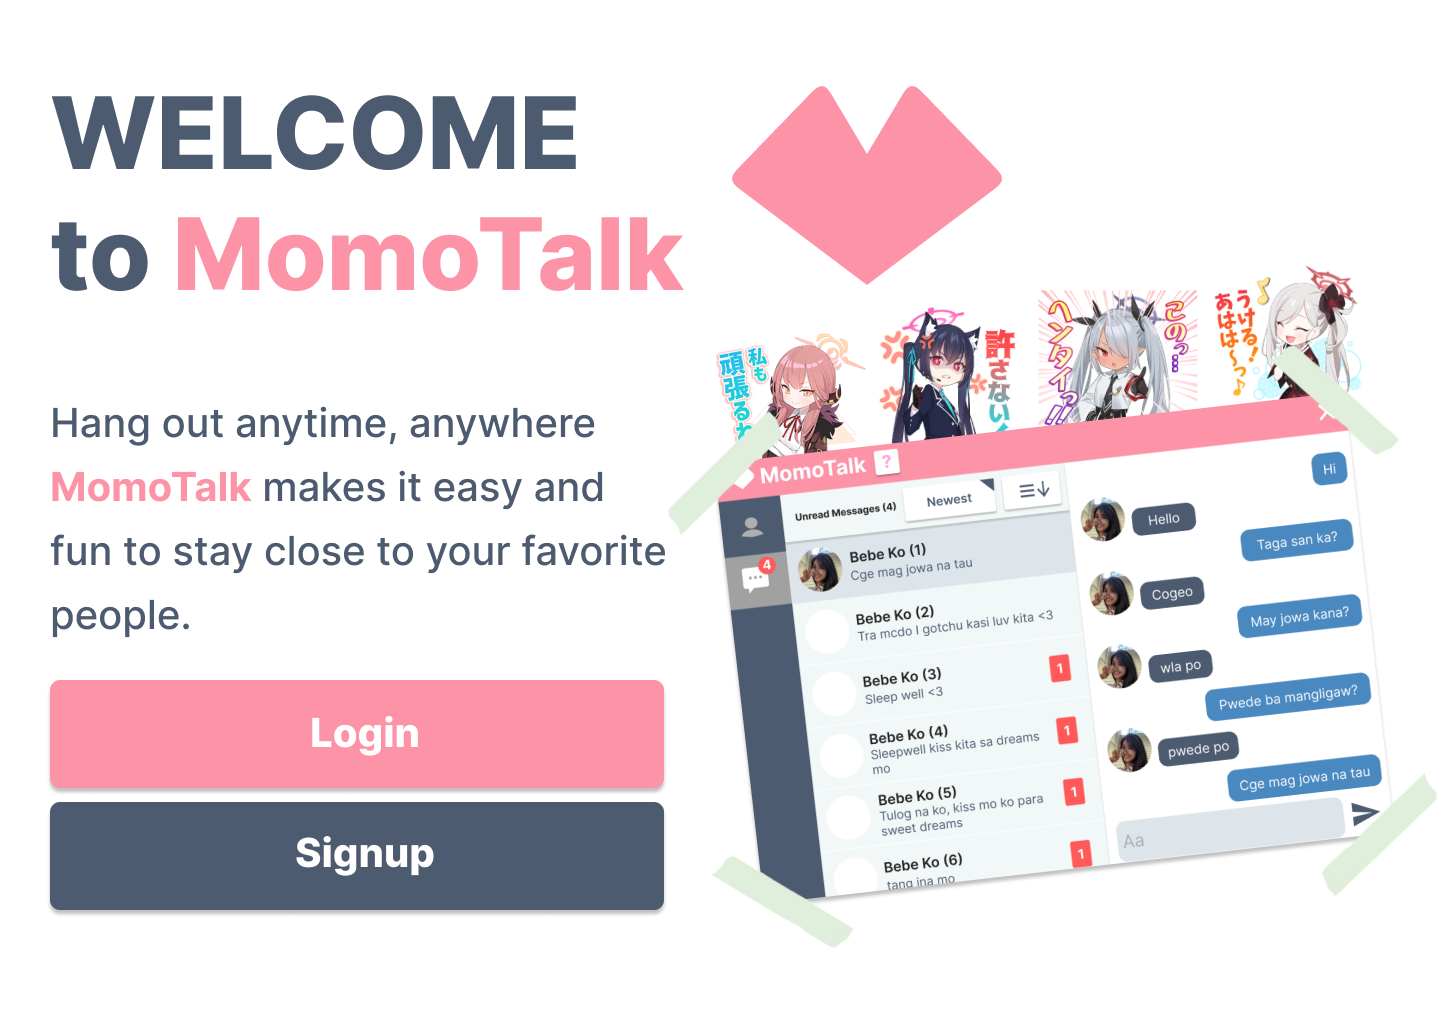 WELCOME
to MomoTalk
Hang out anytime, anywhere
MomoTalk makes it easy and
fun to stay close to your favorite
people.
Login
Signup
私も
頑張るわ
許さない！
ヘンタイっ!!
このっ…
うける！
あはは〜っ♪
MomoTalk ?
Unread Messages (4)
Newest
4
Bebe Ko (1)
Cge mag jowa na tau
Bebe Ko (2)
Tra mcdo I gotchu kasi luv kita <3
Bebe Ko (3)
Sleep well <3
1
Bebe Ko (4)
Sleepwell kiss kita sa dreams
mo
1
Bebe Ko (5)
Tulog na ko, kiss mo ko para
sweet dreams
1
Bebe Ko (6)
tang ina mo
1
Hi
Hello
Taga san ka?
Cogeo
May jowa kana?
wla po
Pwede ba mangligaw?
pwede po
Cge mag jowa na tau
Aa